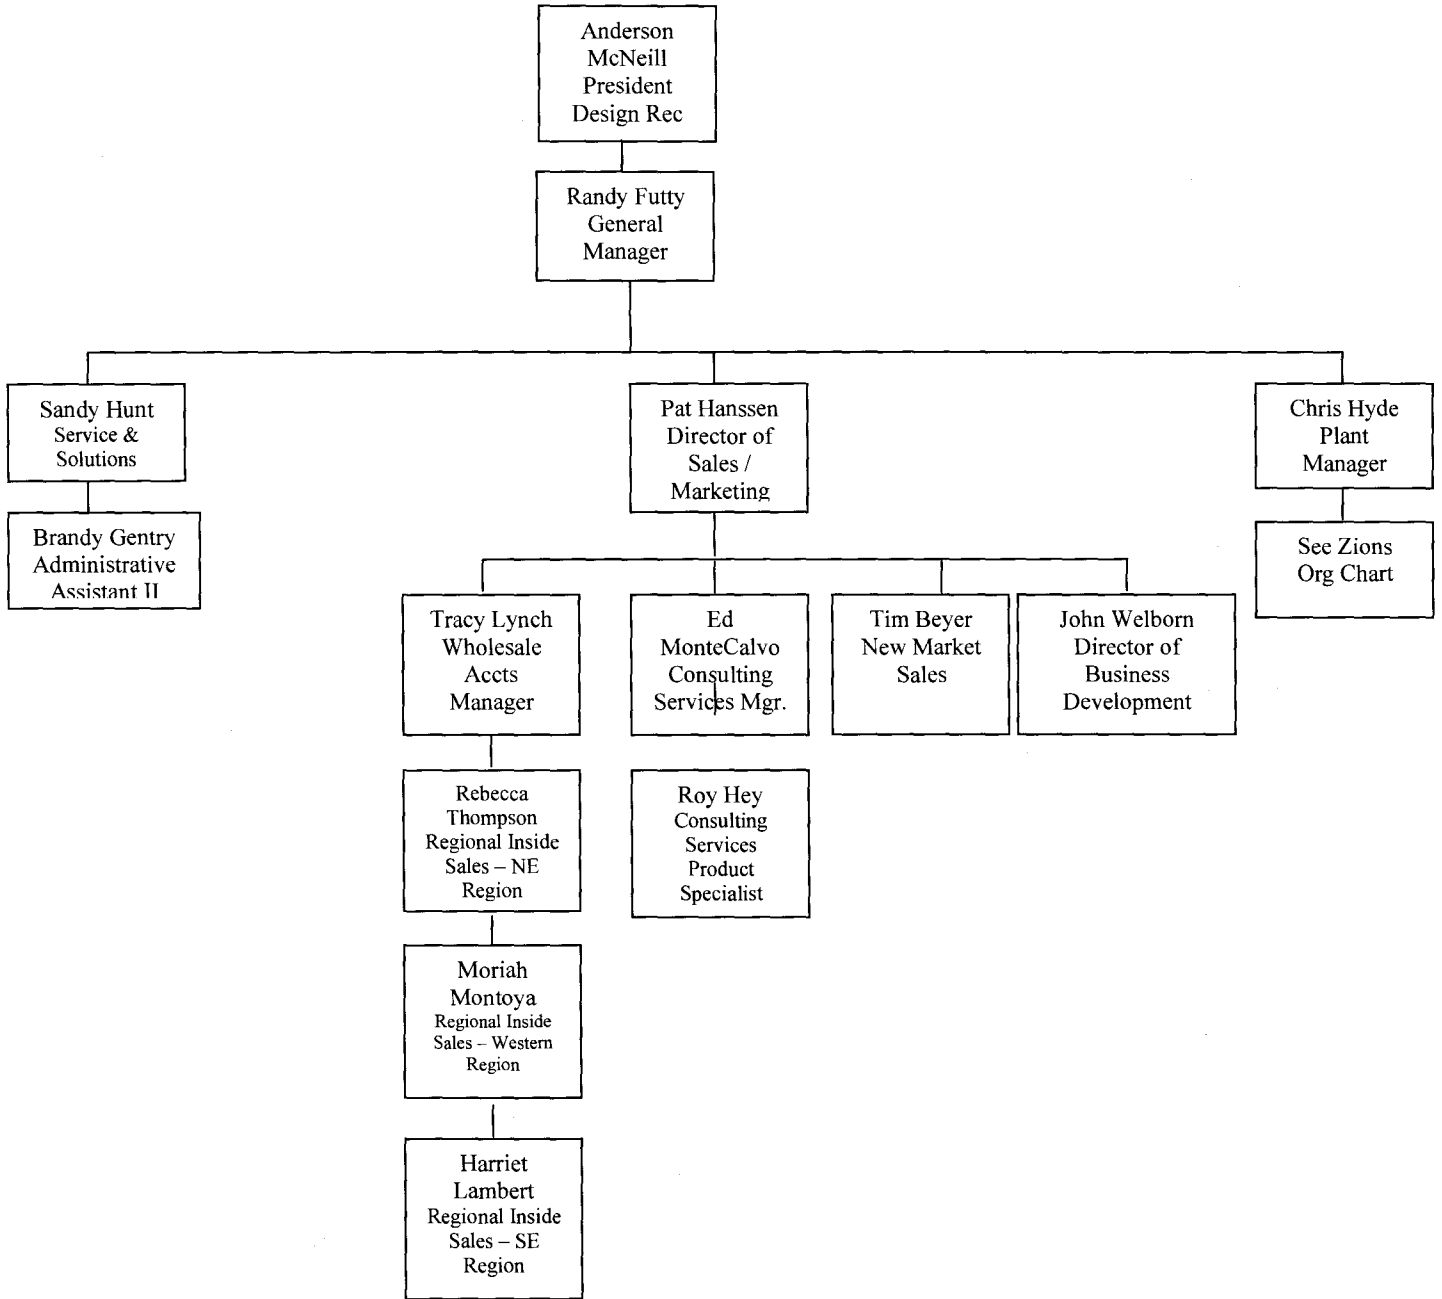 Anderson
McNeill
President
Design Rec
Randy Futty
General
Manager
Sandy Hunt
Service &
Solutions
Brandy Gentry
Administrative
Assistant II
Pat Hanssen
Director of
Sales /
Marketing
Chris Hyde
Plant
Manager
See Zions
Org Chart
Tracy Lynch
Wholesale
Accts
Manager
Ed
MonteCalvo
Consulting
Services Mgr.
Tim Beyer
New Market
Sales
John Welborn
Director of
Business
Development
Rebecca
Thompson
Regional Inside
Sales – NE
Region
Roy Hey
Consulting
Services
Product
Specialist
Moriah
Montoya
Regional Inside
Sales – Western
Region
Harriet
Lambert
Regional Inside
Sales – SE
Region